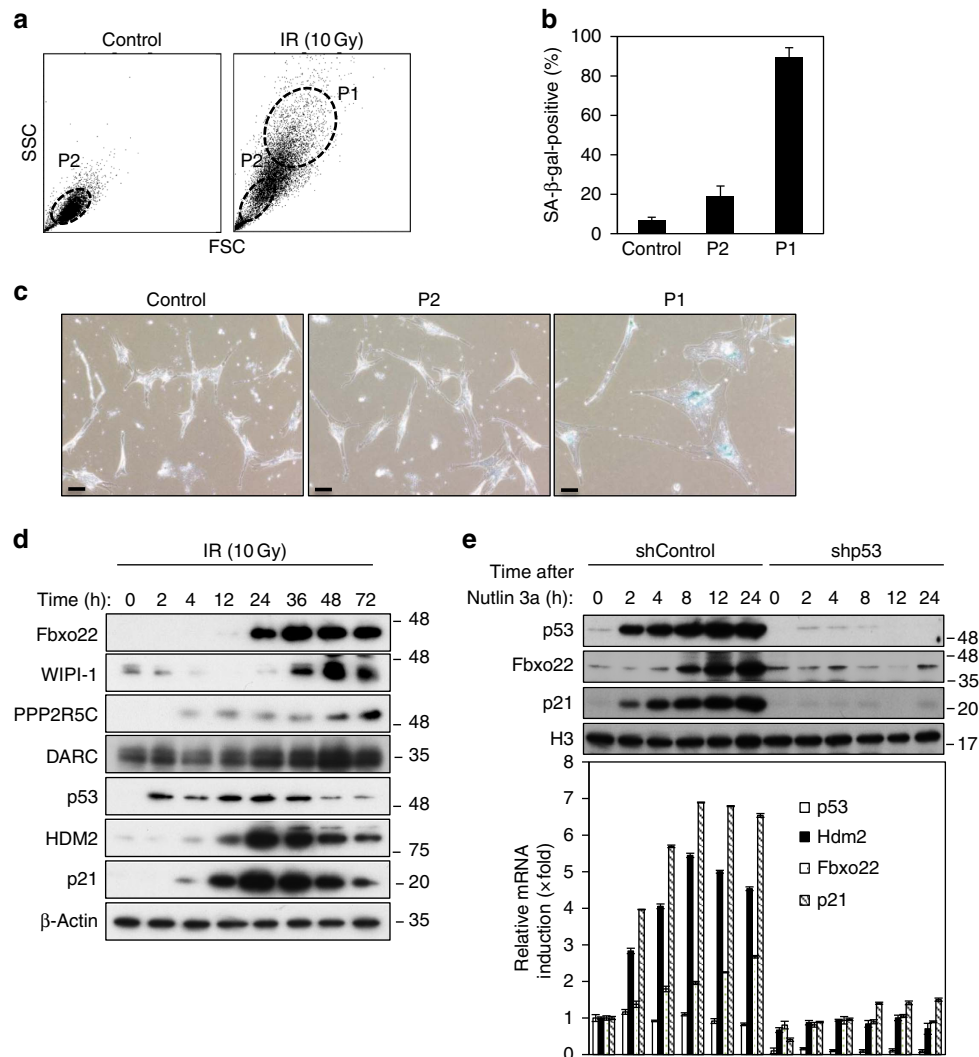 a
Control
IR (10 Gy)
P1
P2
P2
SSC
FSC
b
SA-β-gal-positive (%)
100
80
60
40
20
0
Control P2 P1
c
Control P2 P1
d
IR (10 Gy)
Time (h): 0 2 4 12 24 36 48 72
Fbxo22 48
WIPI-1 48
PPP2R5C 48
DARC 35
p53 48
HDM2 75
p21 20
β-Actin 35
e
shControl shp53
Time after
Nutlin 3a (h): 0 2 4 8 12 24 0 2 4 8 12 24
p53 48
Fbxo22 48
35
p21 20
H3 17
Relative mRNA
induction (× fold)
8
7
6
5
4
3
2
1
0
p53
Hdm2
Fbxo22
p21